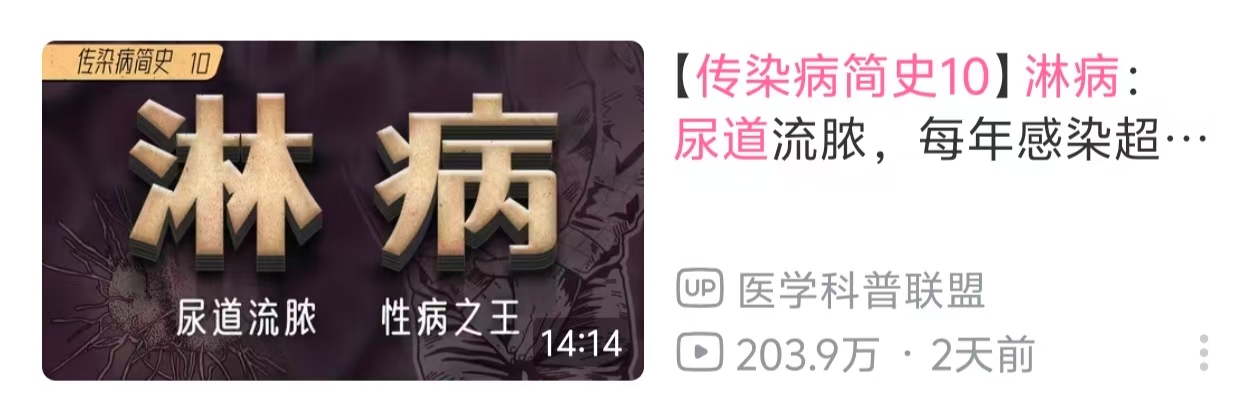 传染病简史 10
淋病
尿道流脓 性病之王
14:14
【传染病简史10】淋病：
尿道流脓，每年感染超…
UP 医学科普联盟
203.9万 · 2天前